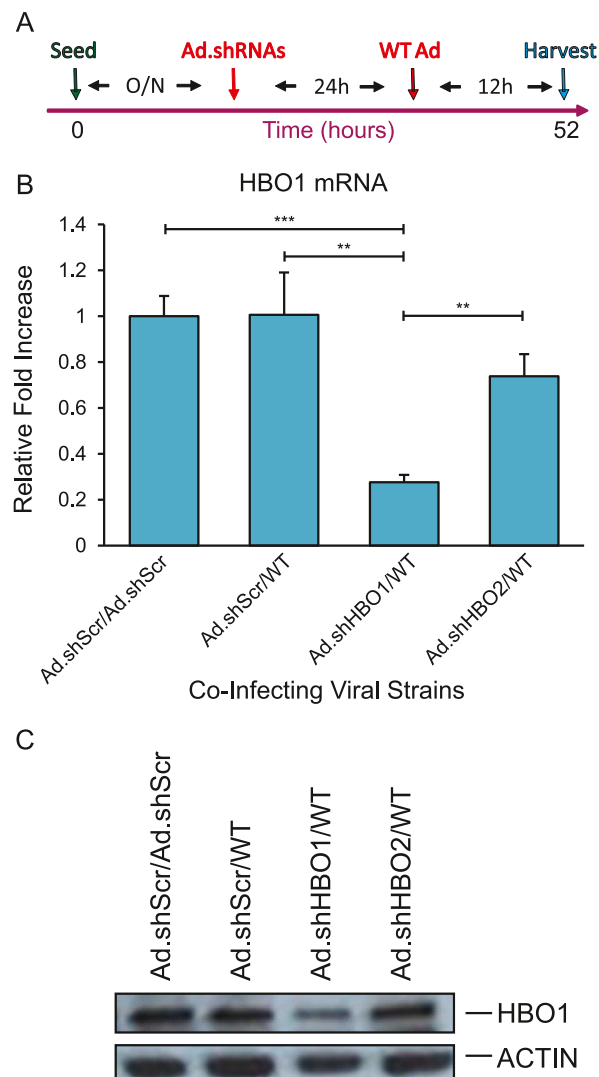 A
Seed Ad.shRNAs WT Ad Harvest
O/N 24h 12h
0 Time (hours) 52
B
HBO1 mRNA
Relative Fold Increase
1.4
1.2
1
0.8
0.6
0.4
0.2
0
***
**
**
Ad.shScr/Ad.shScr
Ad.shScr/WT
Ad.shHBO1/WT
Ad.shHBO2/WT
Co-Infecting Viral Strains
C
Ad.shScr/Ad.shScr
Ad.shScr/WT
Ad.shHBO1/WT
Ad.shHBO2/WT
HBO1
ACTIN